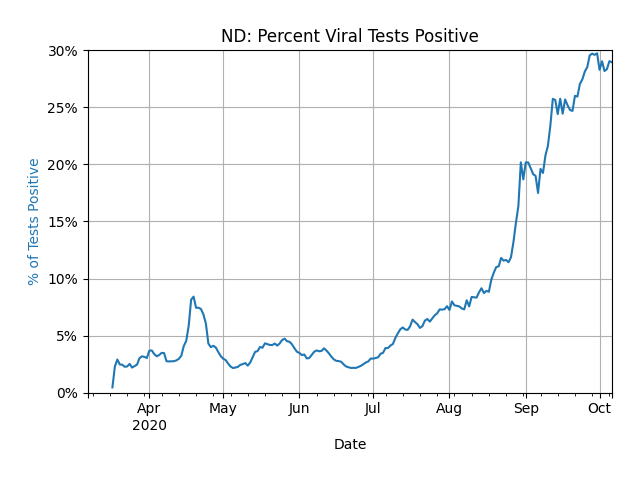 ND: Percent Viral Tests Positive
30%
25%
20%
15%
10%
5%
0%
% of Tests Positive
Apr May Jun Jul Aug Sep Oct
2020
Date